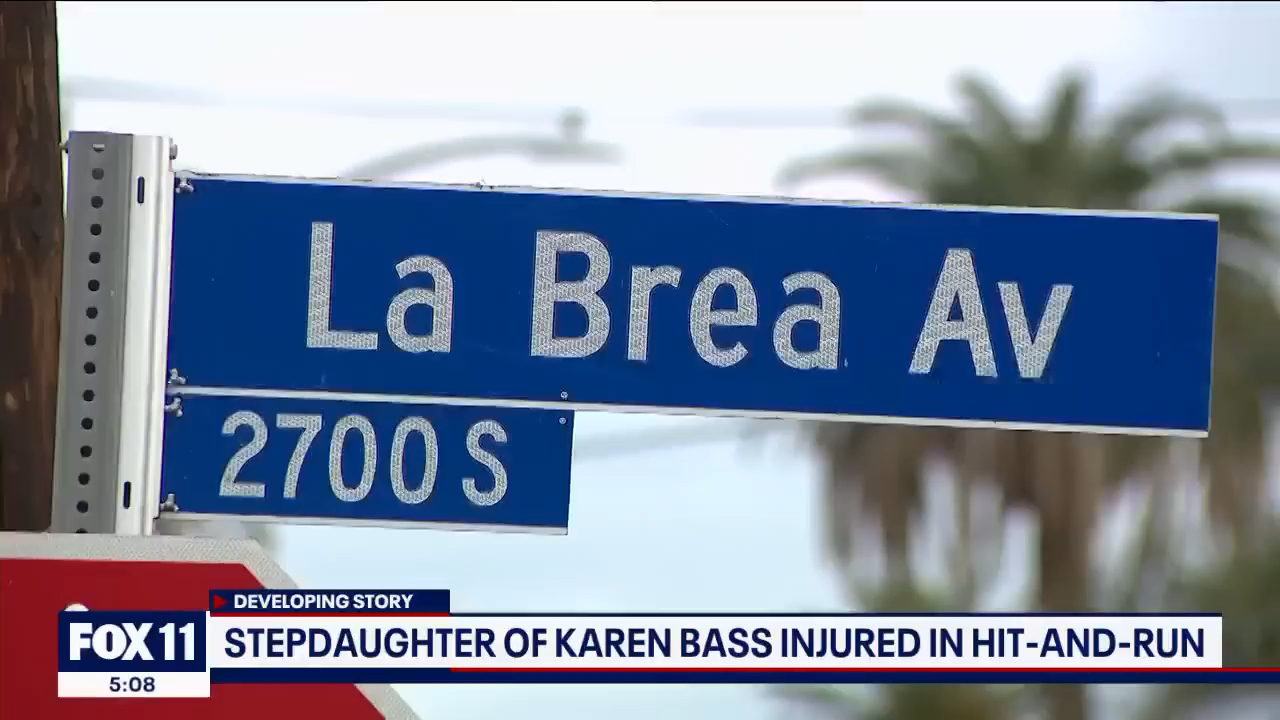 La Brea Av
2700 S
DEVELOPING STORY
FOX 11
STEPDAUGHTER OF KAREN BASS INJURED IN HIT-AND-RUN
5:08